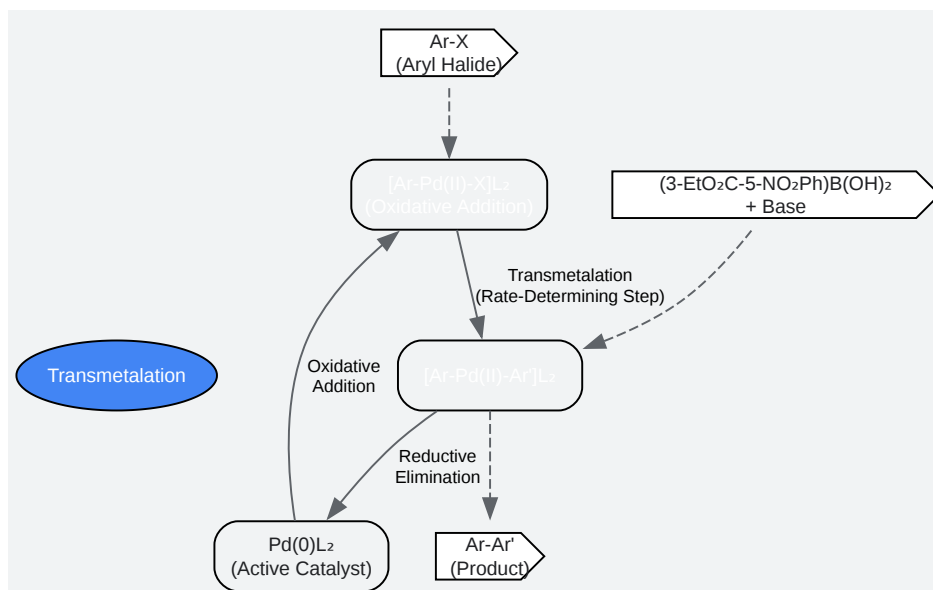 Ar-X
(Aryl Halide)
[Ar-Pd(II)-X]L₂
(Oxidative Addition)
(3-EtO₂C-5-NO₂Ph)B(OH)₂
+ Base
Transmetalation
(Rate-Determining Step)
Transmetalation
Oxidative
Addition
[Ar-Pd(II)-Ar']L₂
Reductive
Elimination
Pd(0)L₂
(Active Catalyst)
Ar-Ar'
(Product)